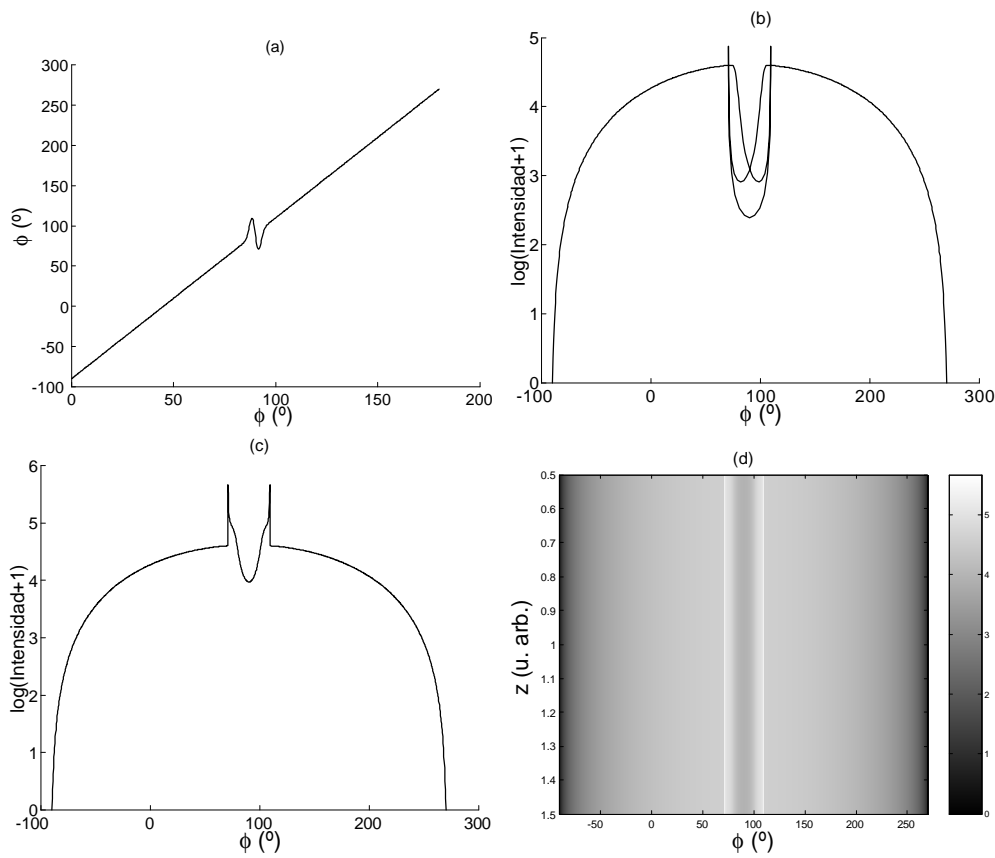 (a)
300
250
200
150
100
50
0
-50
-100
ϕ (º)
0 50 100 150 200
ϕ (º)
(b)
5
4
3
2
1
0
log(Intensidad+1)
-100 0 100 200 300
ϕ (º)
(c)
6
5
4
3
2
1
0
log(Intensidad+1)
-100 0 100 200 300
ϕ (º)
(d)
0.5
0.6
0.7
0.8
0.9
1
1.1
1.2
1.3
1.4
1.5
z (u. arb.)
-50 0 50 100 150 200 250
ϕ (º)
5
4
3
2
1
0